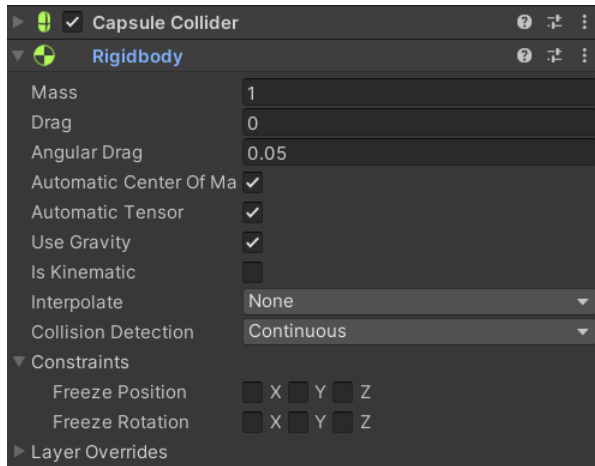 Capsule Collider
Rigidbody
Mass 1
Drag 0
Angular Drag 0.05
Automatic Center Of Ma
Automatic Tensor
Use Gravity
Is Kinematic
Interpolate None
Collision Detection Continuous
Constraints
Freeze Position X Y Z
Freeze Rotation X Y Z
Layer Overrides